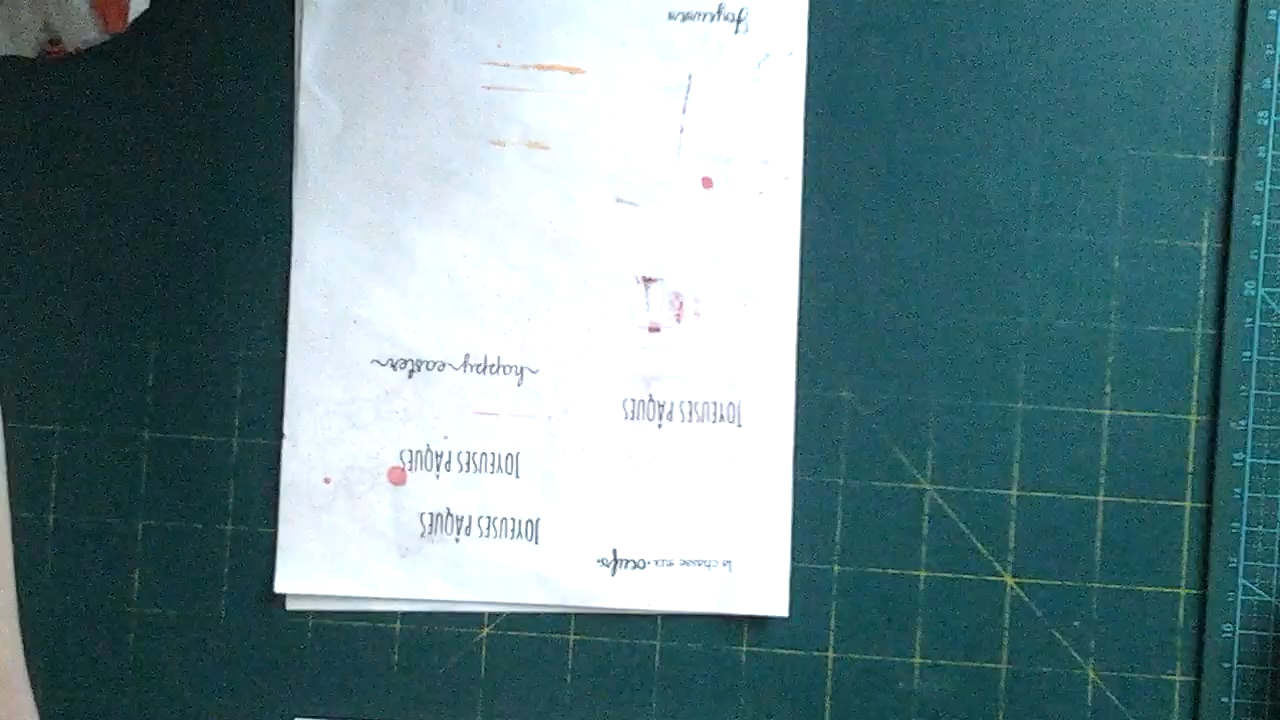 la chasse aux oeufs
JOYEUSES PÂQUES
JOYEUSES PÂQUES
JOYEUSES PÂQUES
happy easter
Joyeuses